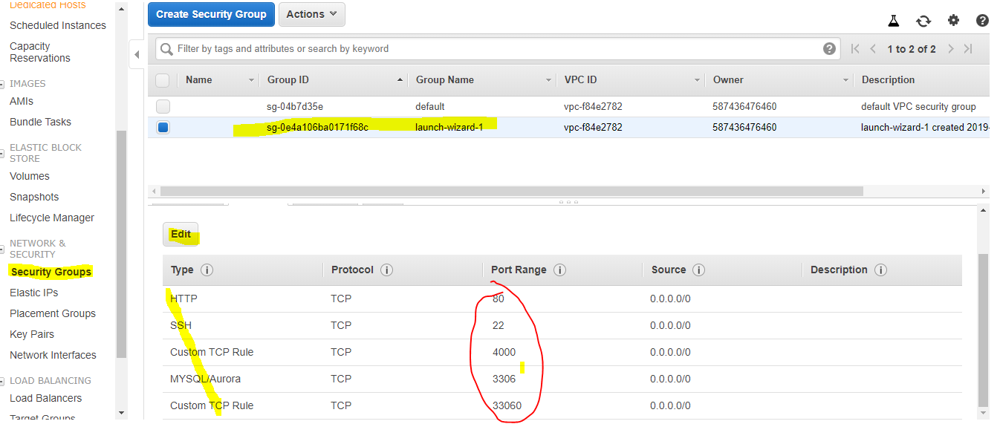 Dedicated Hosts
Scheduled Instances
Capacity
Reservations
IMAGES
AMIs
Bundle Tasks
ELASTIC BLOCK
STORE
Volumes
Snapshots
Lifecycle Manager
NETWORK &
SECURITY
Security Groups
Elastic IPs
Placement Groups
Key Pairs
Network Interfaces
LOAD BALANCING
Load Balancers
Target Groups
Create Security Group Actions
Filter by tags and attributes or search by keyword 1 to 2 of 2
Name Group ID Group Name VPC ID Owner Description
sg-04b7d35e default vpc-f84e2782 587436476460 default VPC security group
sg-0e4a106ba0171f68c launch-wizard-1 vpc-f84e2782 587436476460 launch-wizard-1 created 2019-
Edit
Type Protocol Port Range Source Description
HTTP TCP 80 0.0.0.0/0
SSH TCP 22 0.0.0.0/0
Custom TCP Rule TCP 4000 0.0.0.0/0
MYSQL/Aurora TCP 3306 0.0.0.0/0
Custom TCP Rule TCP 33060 0.0.0.0/0